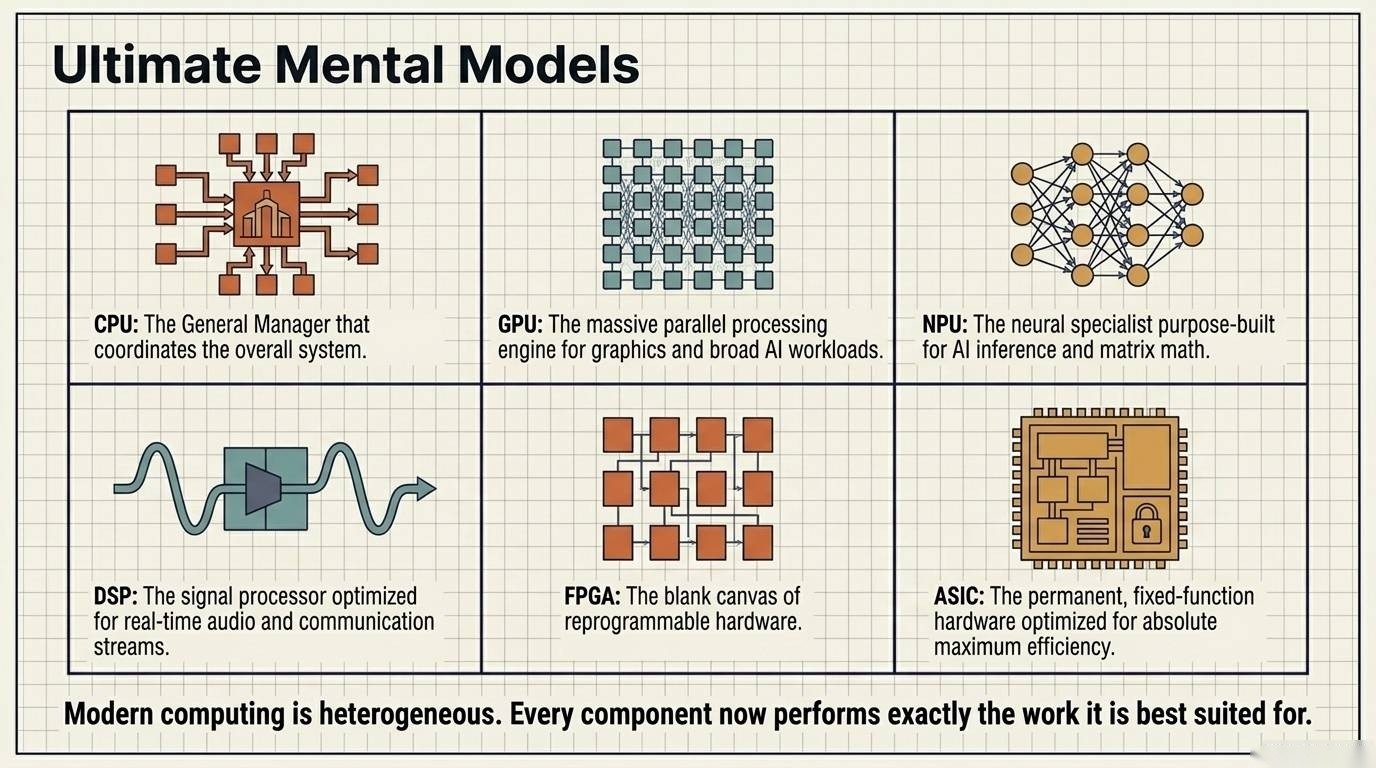 Ultimate Mental Models
CPU: The General Manager that
coordinates the overall system.
GPU: The massive parallel processing
engine for graphics and broad AI workloads.
NPU: The neural specialist purpose-built
for AI inference and matrix math.
DSP: The signal processor optimized
for real-time audio and communication
streams.
FPGA: The blank canvas of
reprogrammable hardware.
ASIC: The permanent, fixed-function
hardware optimized for absolute
maximum efficiency.
Modern computing is heterogeneous. Every component now performs exactly the work it is best suited for.